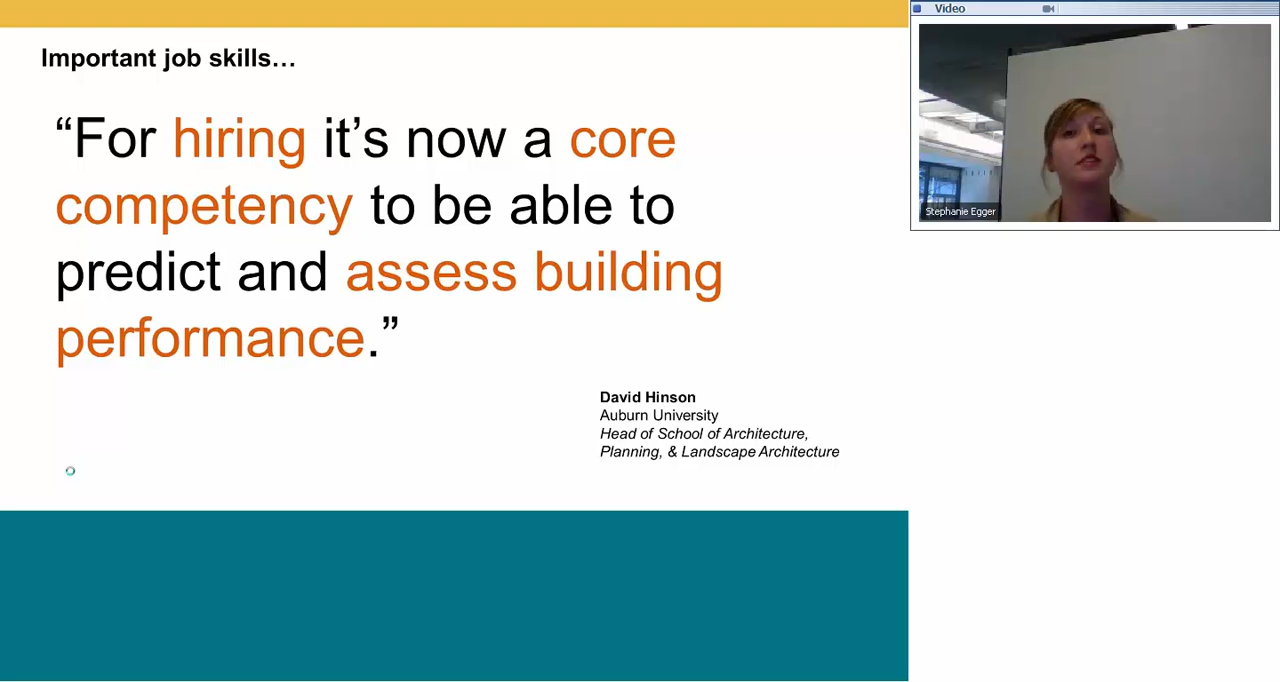 Important job skills…
“For hiring it’s now a core
competency to be able to
predict and assess building
performance.”
David Hinson
Auburn University
Head of School of Architecture,
Planning, & Landscape Architecture
Video
Stephanie Egger